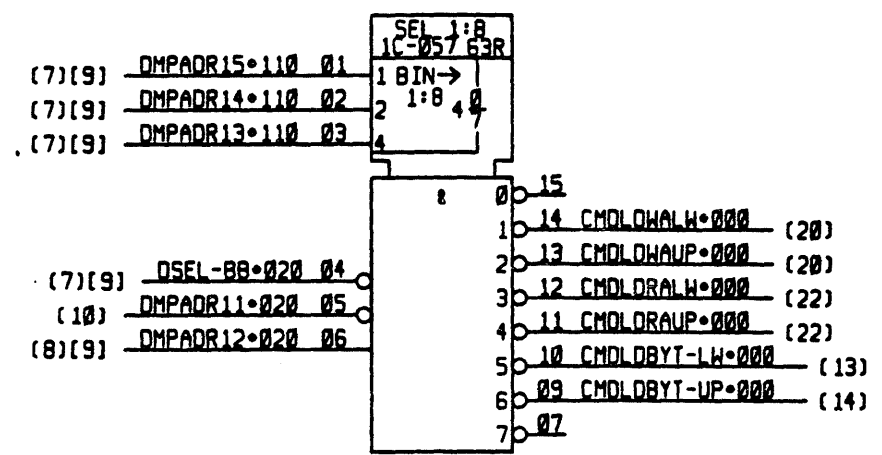 SEL 1:8
1C-057 63R
(7)[9] DMPADR15•110 01 1 BIN→
(7)[9] DMPADR14•110 02 2 1:8 4 0/7
(7)[9] DMPADR13•110 03 4
&
0 15
1 14 CMDLDWALW•000 (20)
2 13 CMDLDWAUP•000 (20)
(7)[9] DSEL-BB•020 04
3 12 CMDLDRALW•000 (22)
(10) DMPADR11•020 05
4 11 CMDLDRAUP•000 (22)
(8)[9] DMPADR12•020 06
5 10 CMDLDBYT-LW•000 (13)
6 09 CMDLDBYT-UP•000 (14)
7 07